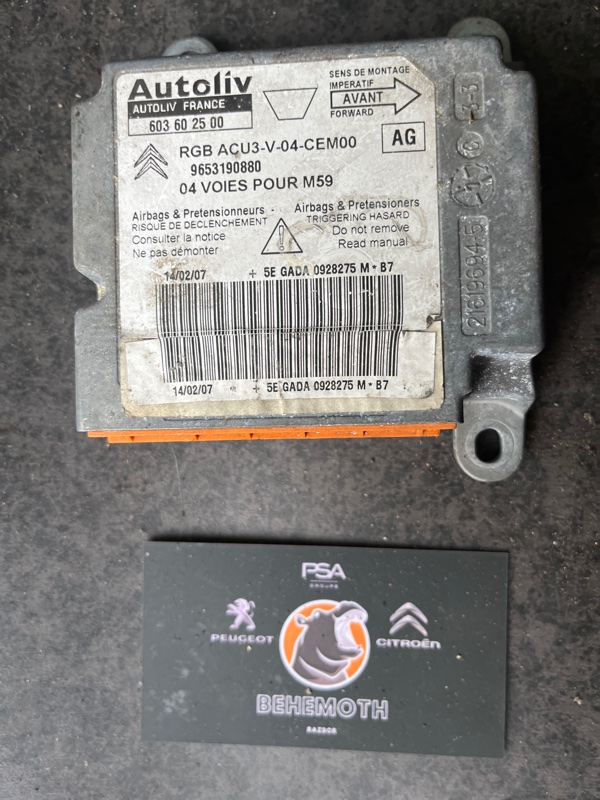 Autoliv
AUTOLIV FRANCE
603 60 25 00
SENS DE MONTAGE
IMPERATIF
AVANT
FORWARD
RGB ACU3-V-04-CEM00
AG
9653190880
04 VOIES POUR M59
Airbags & Pretensionneurs -
RISQUE DE DECLENCHEMENT
Consulter la notice
Ne pas démonter
Airbags & Pretensioners
TRIGGERING HASARD
Do not remove
Read manual
14/02/07 + 5E GADA 0928275 M * B7
14/02/07 + 5E GADA 0928275 M * B7
PSA
GROUPE
PEUGEOT
CITROËN
BEHEMOTH
RAZBOR